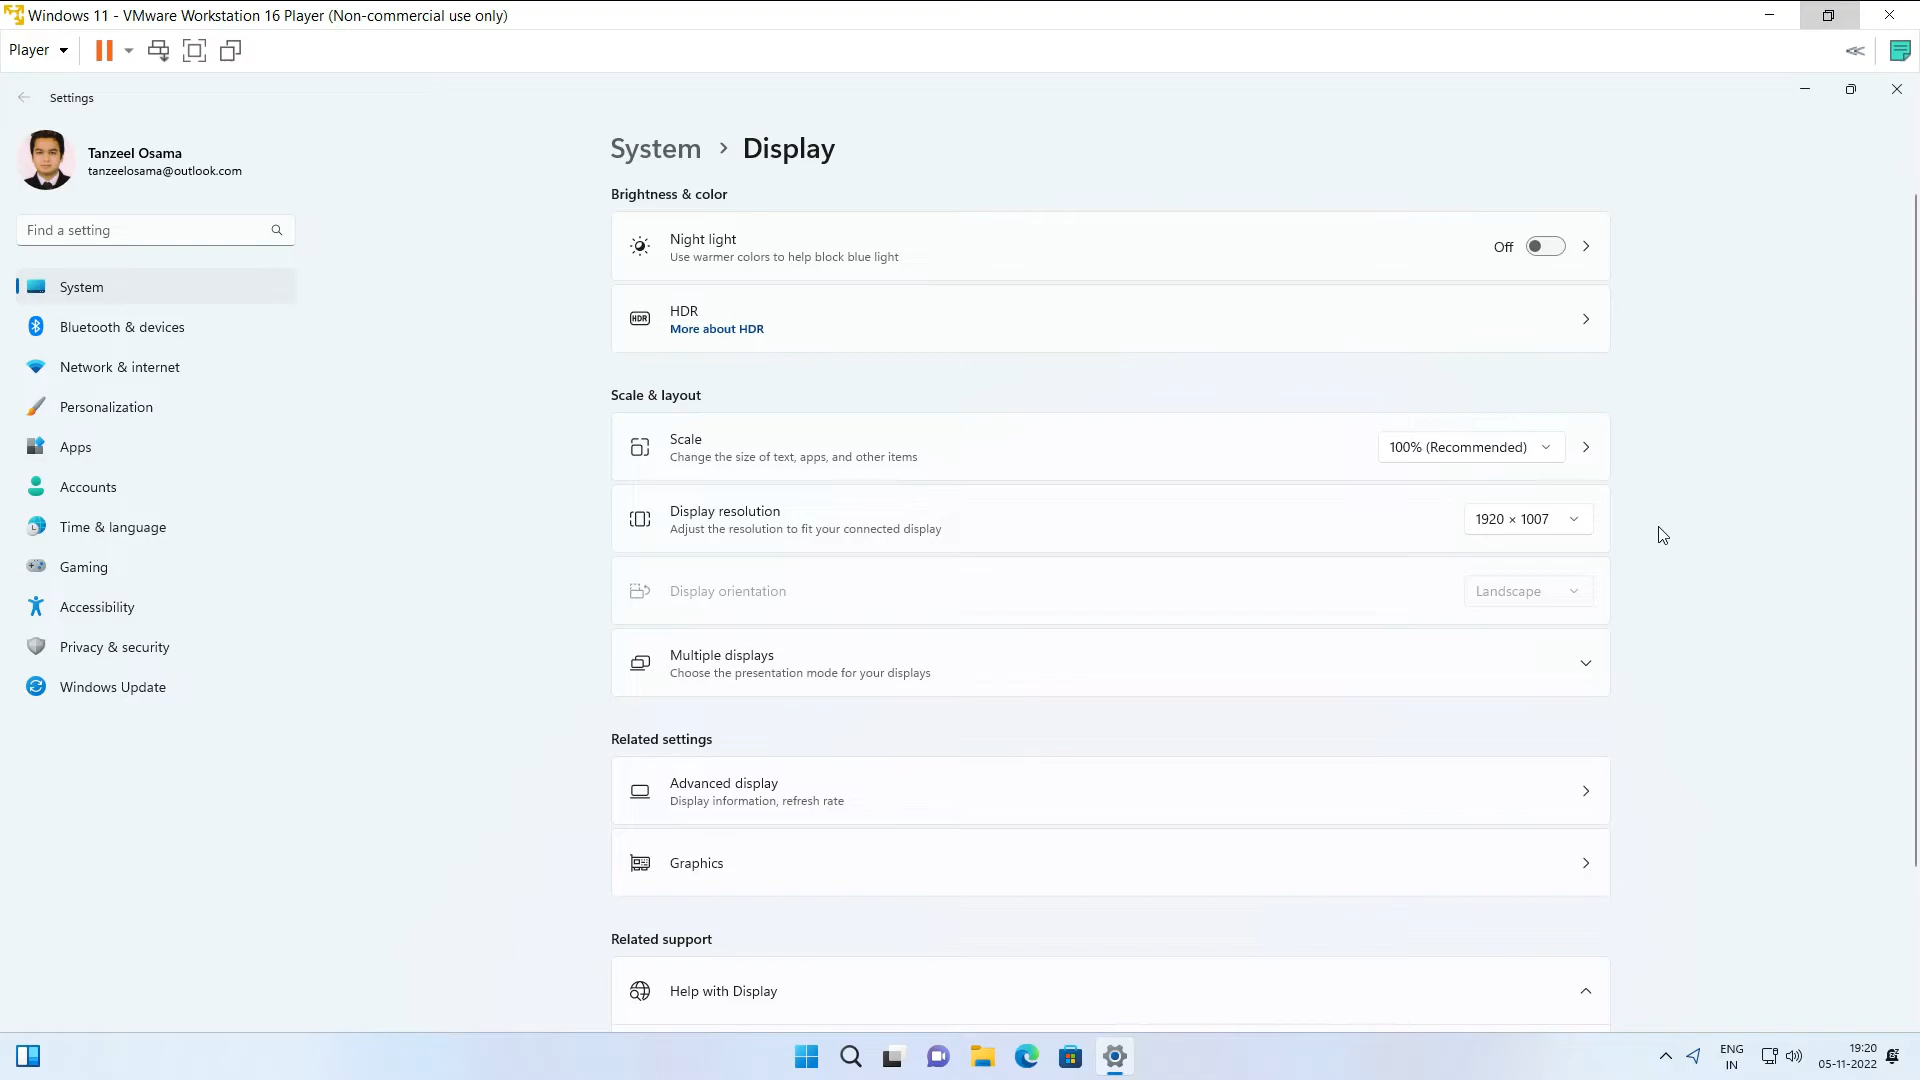 Windows 11 - VMware Workstation 16 Player (Non-commercial use only)
Player
Settings
Tanzeel Osama
tanzeelosama@outlook.com
Find a setting
System
Bluetooth & devices
Network & internet
Personalization
Apps
Accounts
Time & language
Gaming
Accessibility
Privacy & security
Windows Update
System > Display
Brightness & color
Night light
Use warmer colors to help block blue light
Off
HDR
HDR
More about HDR
Scale & layout
Scale
Change the size of text, apps, and other items
100% (Recommended)
Display resolution
Adjust the resolution to fit your connected display
1920 × 1007
Display orientation
Landscape
Multiple displays
Choose the presentation mode for your displays
Related settings
Advanced display
Display information, refresh rate
Graphics
Related support
Help with Display
ENG
IN
19:20
05-11-2022